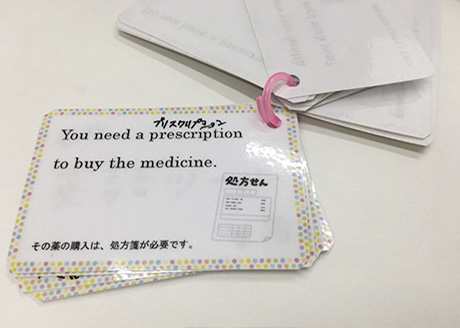 プリスクリプション
You need a prescription
to buy the medicine.
処方せん
その薬の購入は、処方箋が必要です。